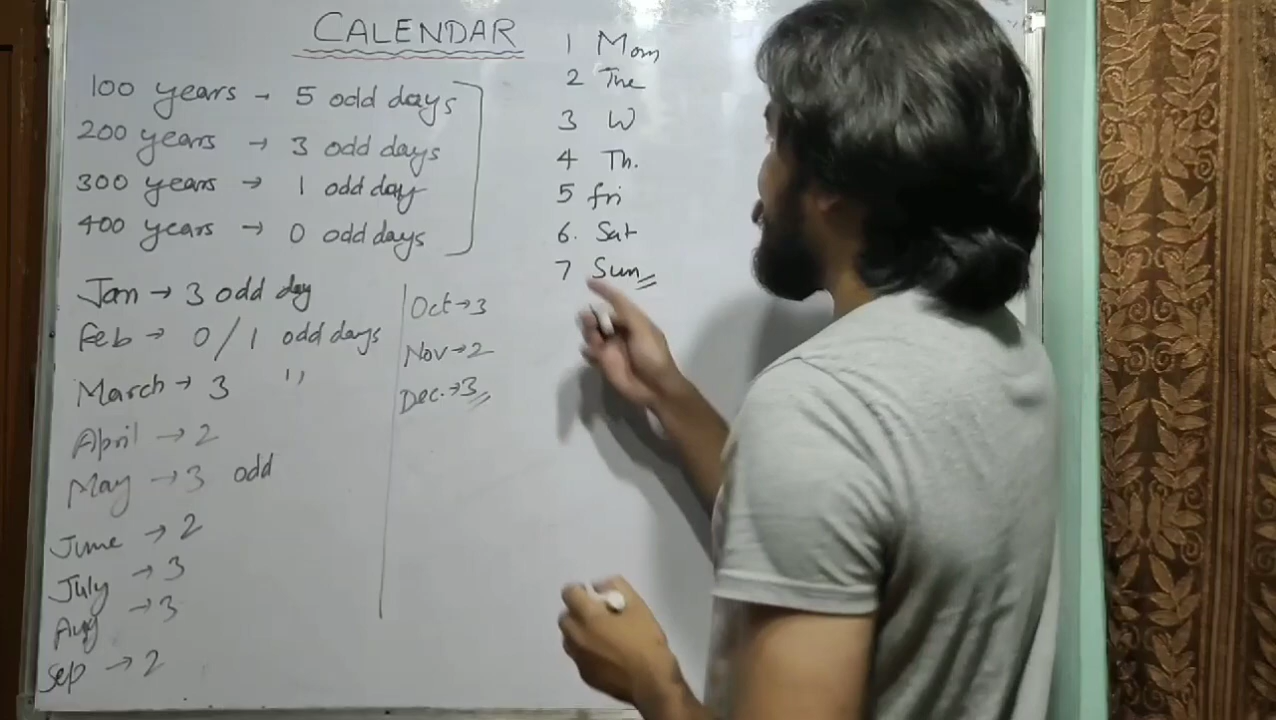 CALENDAR
100 years → 5 odd days
200 years → 3 odd days
300 years → 1 odd day
400 years → 0 odd days
Jan → 3 odd day
Feb → 0/1 odd days
March → 3 "
April → 2
May → 3 odd
June → 2
July → 3
Aug → 3
Sep → 2
Oct → 3
Nov → 2
Dec. → 3
1 Mon
2 Tue
3 W
4 Th.
5 fri
6. Sat
7 Sun